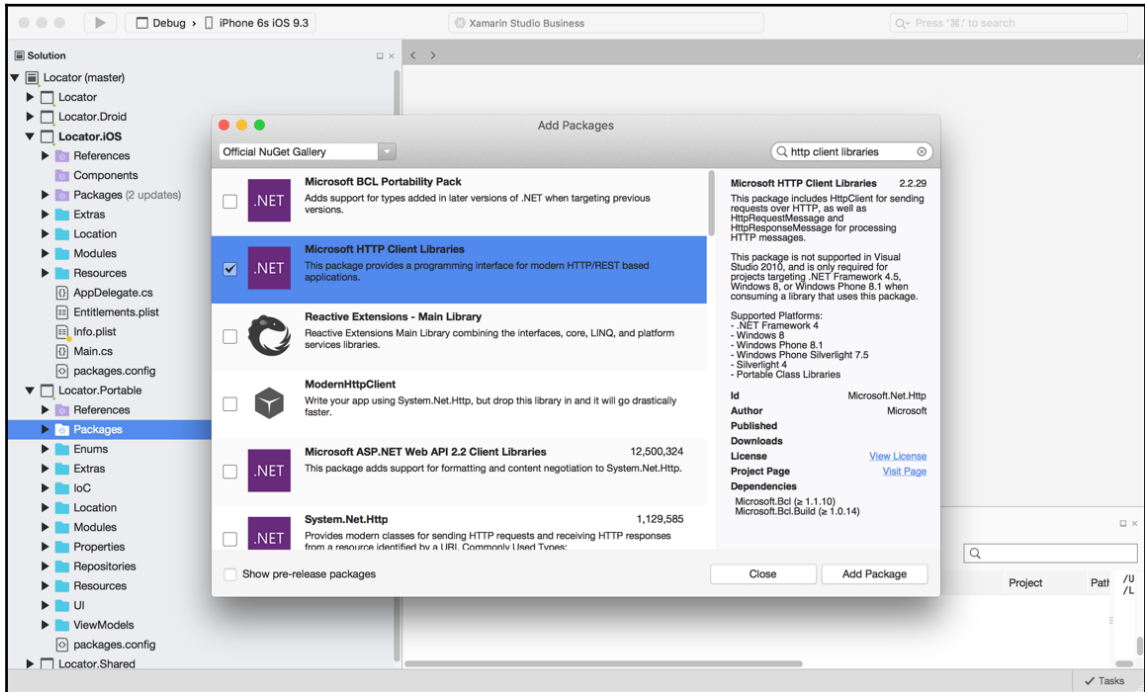 Debug › iPhone 6s iOS 9.3
Xamarin Studio Business
Press '⌘.' to search
Solution
Locator (master)
Locator
Locator.Droid
Locator.iOS
References
Components
Packages (2 updates)
Extras
Location
Modules
Resources
AppDelegate.cs
Entitlements.plist
Info.plist
Main.cs
packages.config
Locator.Portable
References
Packages
Enums
Extras
IoC
Location
Modules
Properties
Repositories
Resources
UI
ViewModels
packages.config
Locator.Shared
Add Packages
Official NuGet Gallery
http client libraries
.NET
Microsoft BCL Portability Pack
Adds support for types added in later versions of .NET when targeting previous
versions.
.NET
Microsoft HTTP Client Libraries
This package provides a programming interface for modern HTTP/REST based
applications.
Reactive Extensions - Main Library
Reactive Extensions Main Library combining the interfaces, core, LINQ, and platform
services libraries.
ModernHttpClient
Write your app using System.Net.Http, but drop this library in and it will go drastically
faster.
.NET
Microsoft ASP.NET Web API 2.2 Client Libraries 12,500,324
This package adds support for formatting and content negotiation to System.Net.Http.
.NET
System.Net.Http 1,129,585
Provides modern classes for sending HTTP requests and receiving HTTP responses
from a resource identified by a URI. Commonly Used Types:
Show pre-release packages
Microsoft HTTP Client Libraries 2.2.29
This package includes HttpClient for sending
requests over HTTP, as well as
HttpRequestMessage and
HttpResponseMessage for processing
HTTP messages.
This package is not supported in Visual
Studio 2010, and is only required for
projects targeting .NET Framework 4.5,
Windows 8, or Windows Phone 8.1 when
consuming a library that uses this package.
Supported Platforms:
- .NET Framework 4
- Windows 8
- Windows Phone 8.1
- Windows Phone Silverlight 7.5
- Silverlight 4
- Portable Class Libraries
Id Microsoft.Net.Http
Author Microsoft
Published
Downloads
License View License
Project Page Visit Page
Dependencies
Microsoft.Bcl (≥ 1.1.10)
Microsoft.Bcl.Build (≥ 1.0.14)
Close
Add Package
Project
Path
/U
/L
Tasks